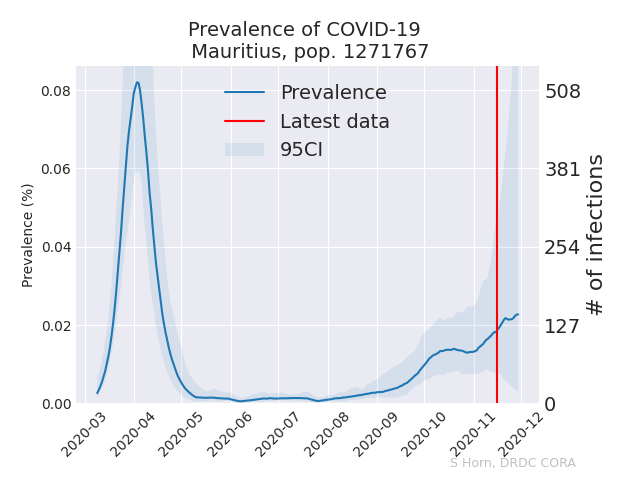 Prevalence of COVID-19
Mauritius, pop. 1271767
Prevalence
Latest data
95CI
Prevalence (%)
0.08
0.06
0.04
0.02
0.00
508
381
254
127
0
# of infections
2020-03
2020-04
2020-05
2020-06
2020-07
2020-08
2020-09
2020-10
2020-11
2020-12
S Horn, DRDC CORA